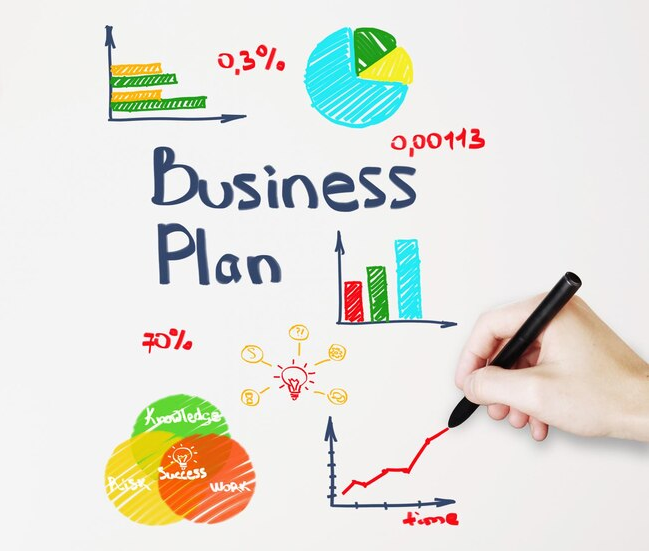 0,3%
0,00113
Business
Plan
70%
??
Knowledge
Risk
Success
Work
time